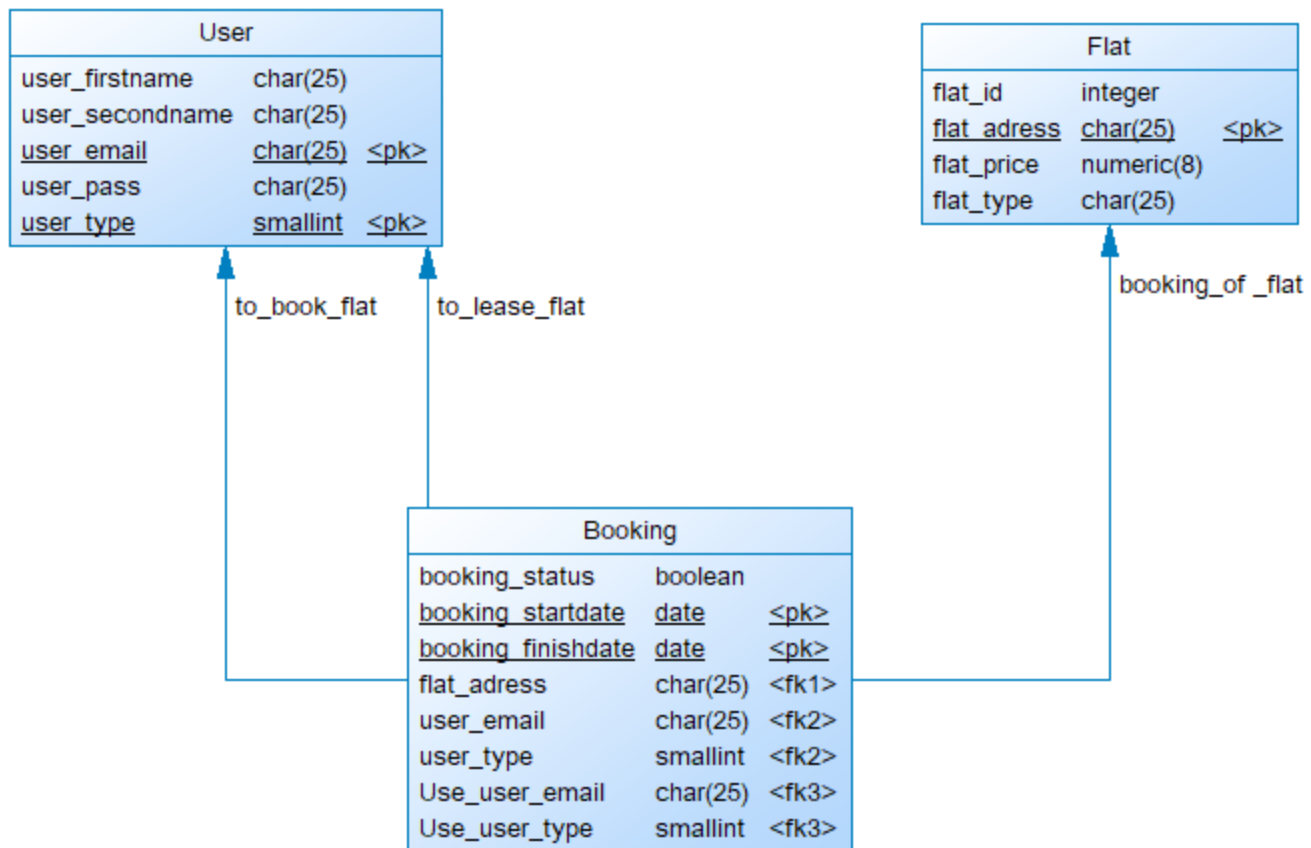 User
user_firstname char(25)
user_secondname char(25)
user_email char(25) <pk>
user_pass char(25)
user_type smallint <pk>
Flat
flat_id integer
flat_adress char(25) <pk>
flat_price numeric(8)
flat_type char(25)
to_book_flat
to_lease_flat
booking_of _flat
Booking
booking_status boolean
booking_startdate date <pk>
booking_finishdate date <pk>
flat_adress char(25) <fk1>
user_email char(25) <fk2>
user_type smallint <fk2>
Use_user_email char(25) <fk3>
Use_user_type smallint <fk3>